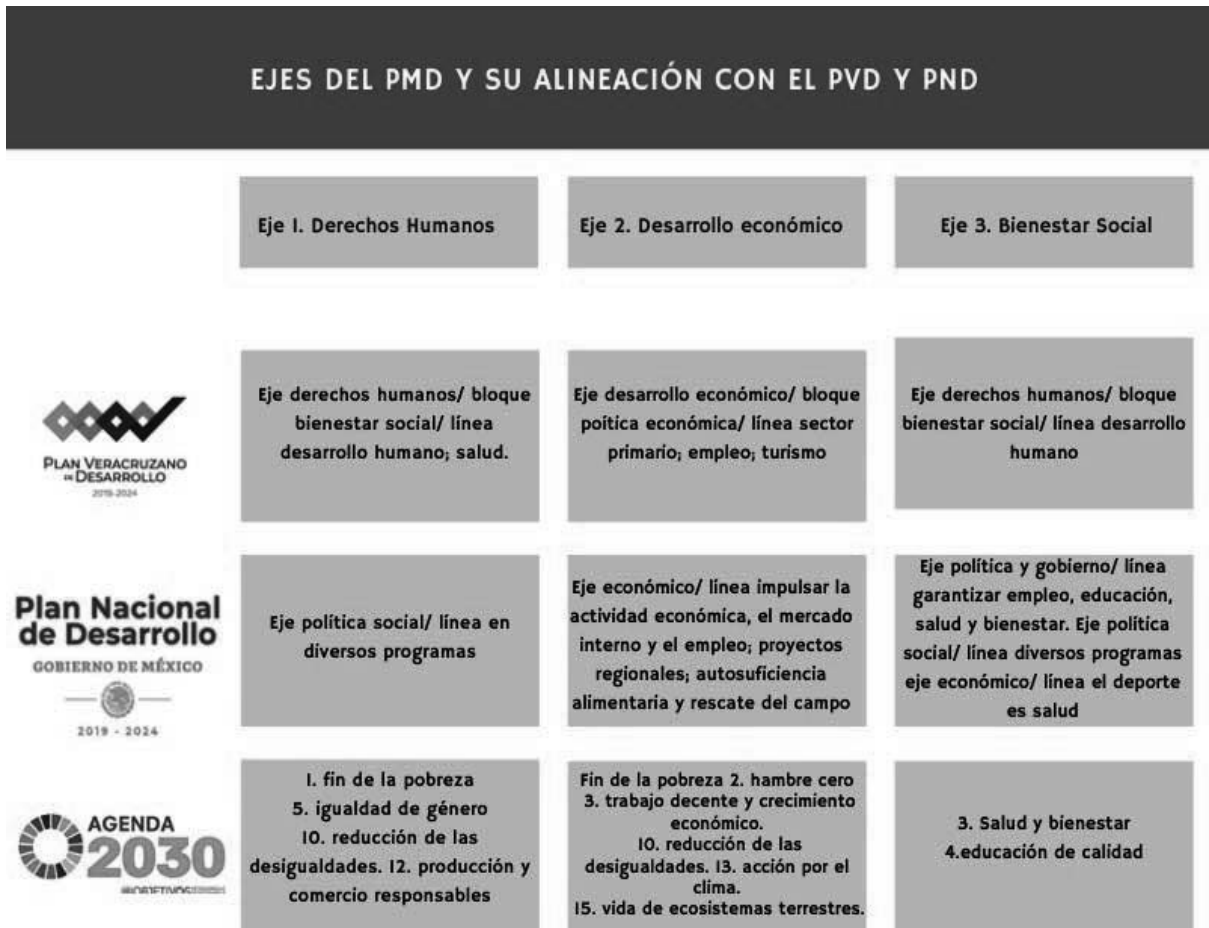 EJES DEL PMD Y SU ALINEACIÓN CON EL PVD Y PND
Eje 1. Derechos Humanos
Eje 2. Desarrollo económico
Eje 3. Bienestar Social
PLAN VERACRUZANO
DE DESARROLLO
2019-2024
Eje derechos humanos/ bloque
bienestar social/ línea
desarrollo humano; salud.
Eje desarrollo económico/ bloque
poítica económica/ línea sector
primario; empleo; turismo
Eje derechos humanos/ bloque
bienestar social/ línea desarrollo
humano
Plan Nacional
de Desarrollo
GOBIERNO DE MÉXICO
2019 - 2024
Eje política social/ línea en
diversos programas
Eje económico/ línea impulsar la
actividad económica, el mercado
interno y el empleo; proyectos
regionales; autosuficiencia
alimentaria y rescate del campo
Eje política y gobierno/ línea
garantizar empleo, educación,
salud y bienestar. Eje política
social/ línea diversos programas
eje económico/ línea el deporte
es salud
AGENDA
2030
1. fin de la pobreza
5. igualdad de género
10. reducción de las
desigualdades. 12. producción y
comercio responsables
Fin de la pobreza 2. hambre cero
3. trabajo decente y crecimiento
económico.
10. reducción de las
desigualdades. 13. acción por el
clima.
15. vida de ecosistemas terrestres.
3. Salud y bienestar
4.educación de calidad